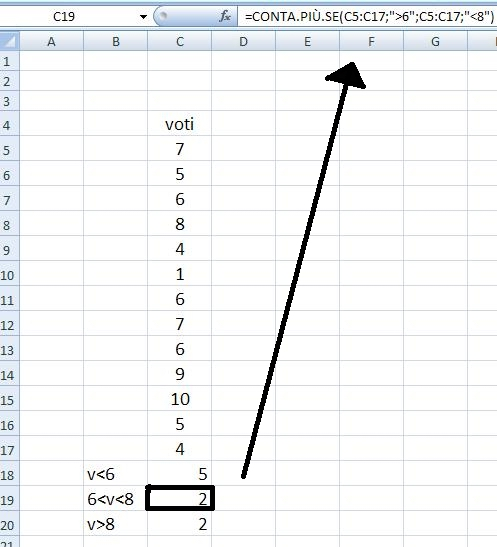 C19 fx =CONTA.PIÙ.SE(C5:C17;">6";C5:C17;"<8")
A B C D E F G
1
2
3
4 voti
5 7
6 5
7 6
8 8
9 4
10 1
11 6
12 7
13 6
14 9
15 10
16 5
17 4
18 v<6 5
19 6<v<8 2
20 v>8 2
21